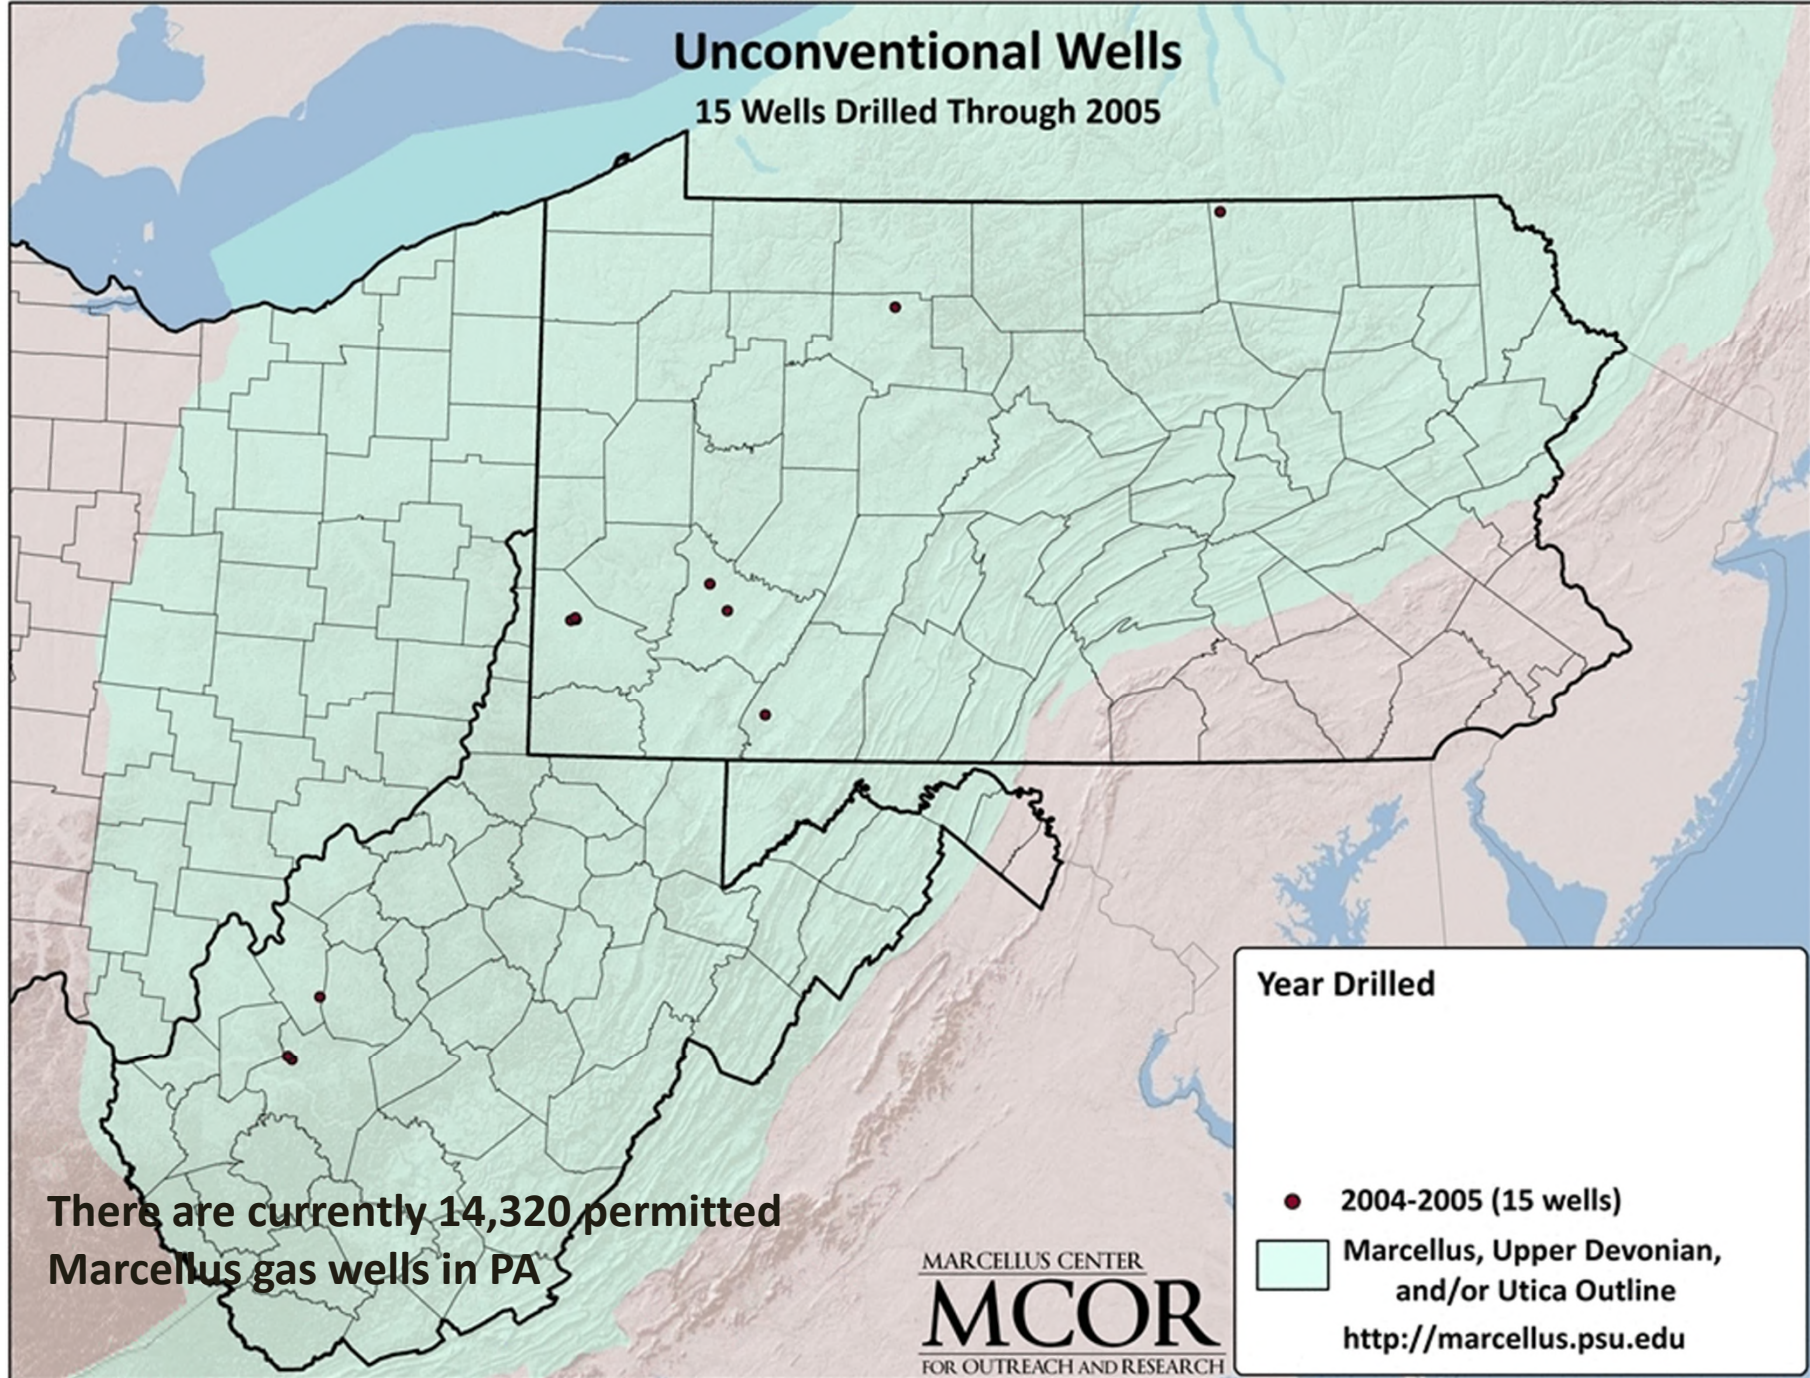 Unconventional Wells
15 Wells Drilled Through 2005
There are currently 14,320 permitted
Marcellus gas wells in PA
MARCELLUS CENTER
MCOR
FOR OUTREACH AND RESEARCH
Year Drilled
2004-2005 (15 wells)
Marcellus, Upper Devonian,
and/or Utica Outline
http://marcellus.psu.edu